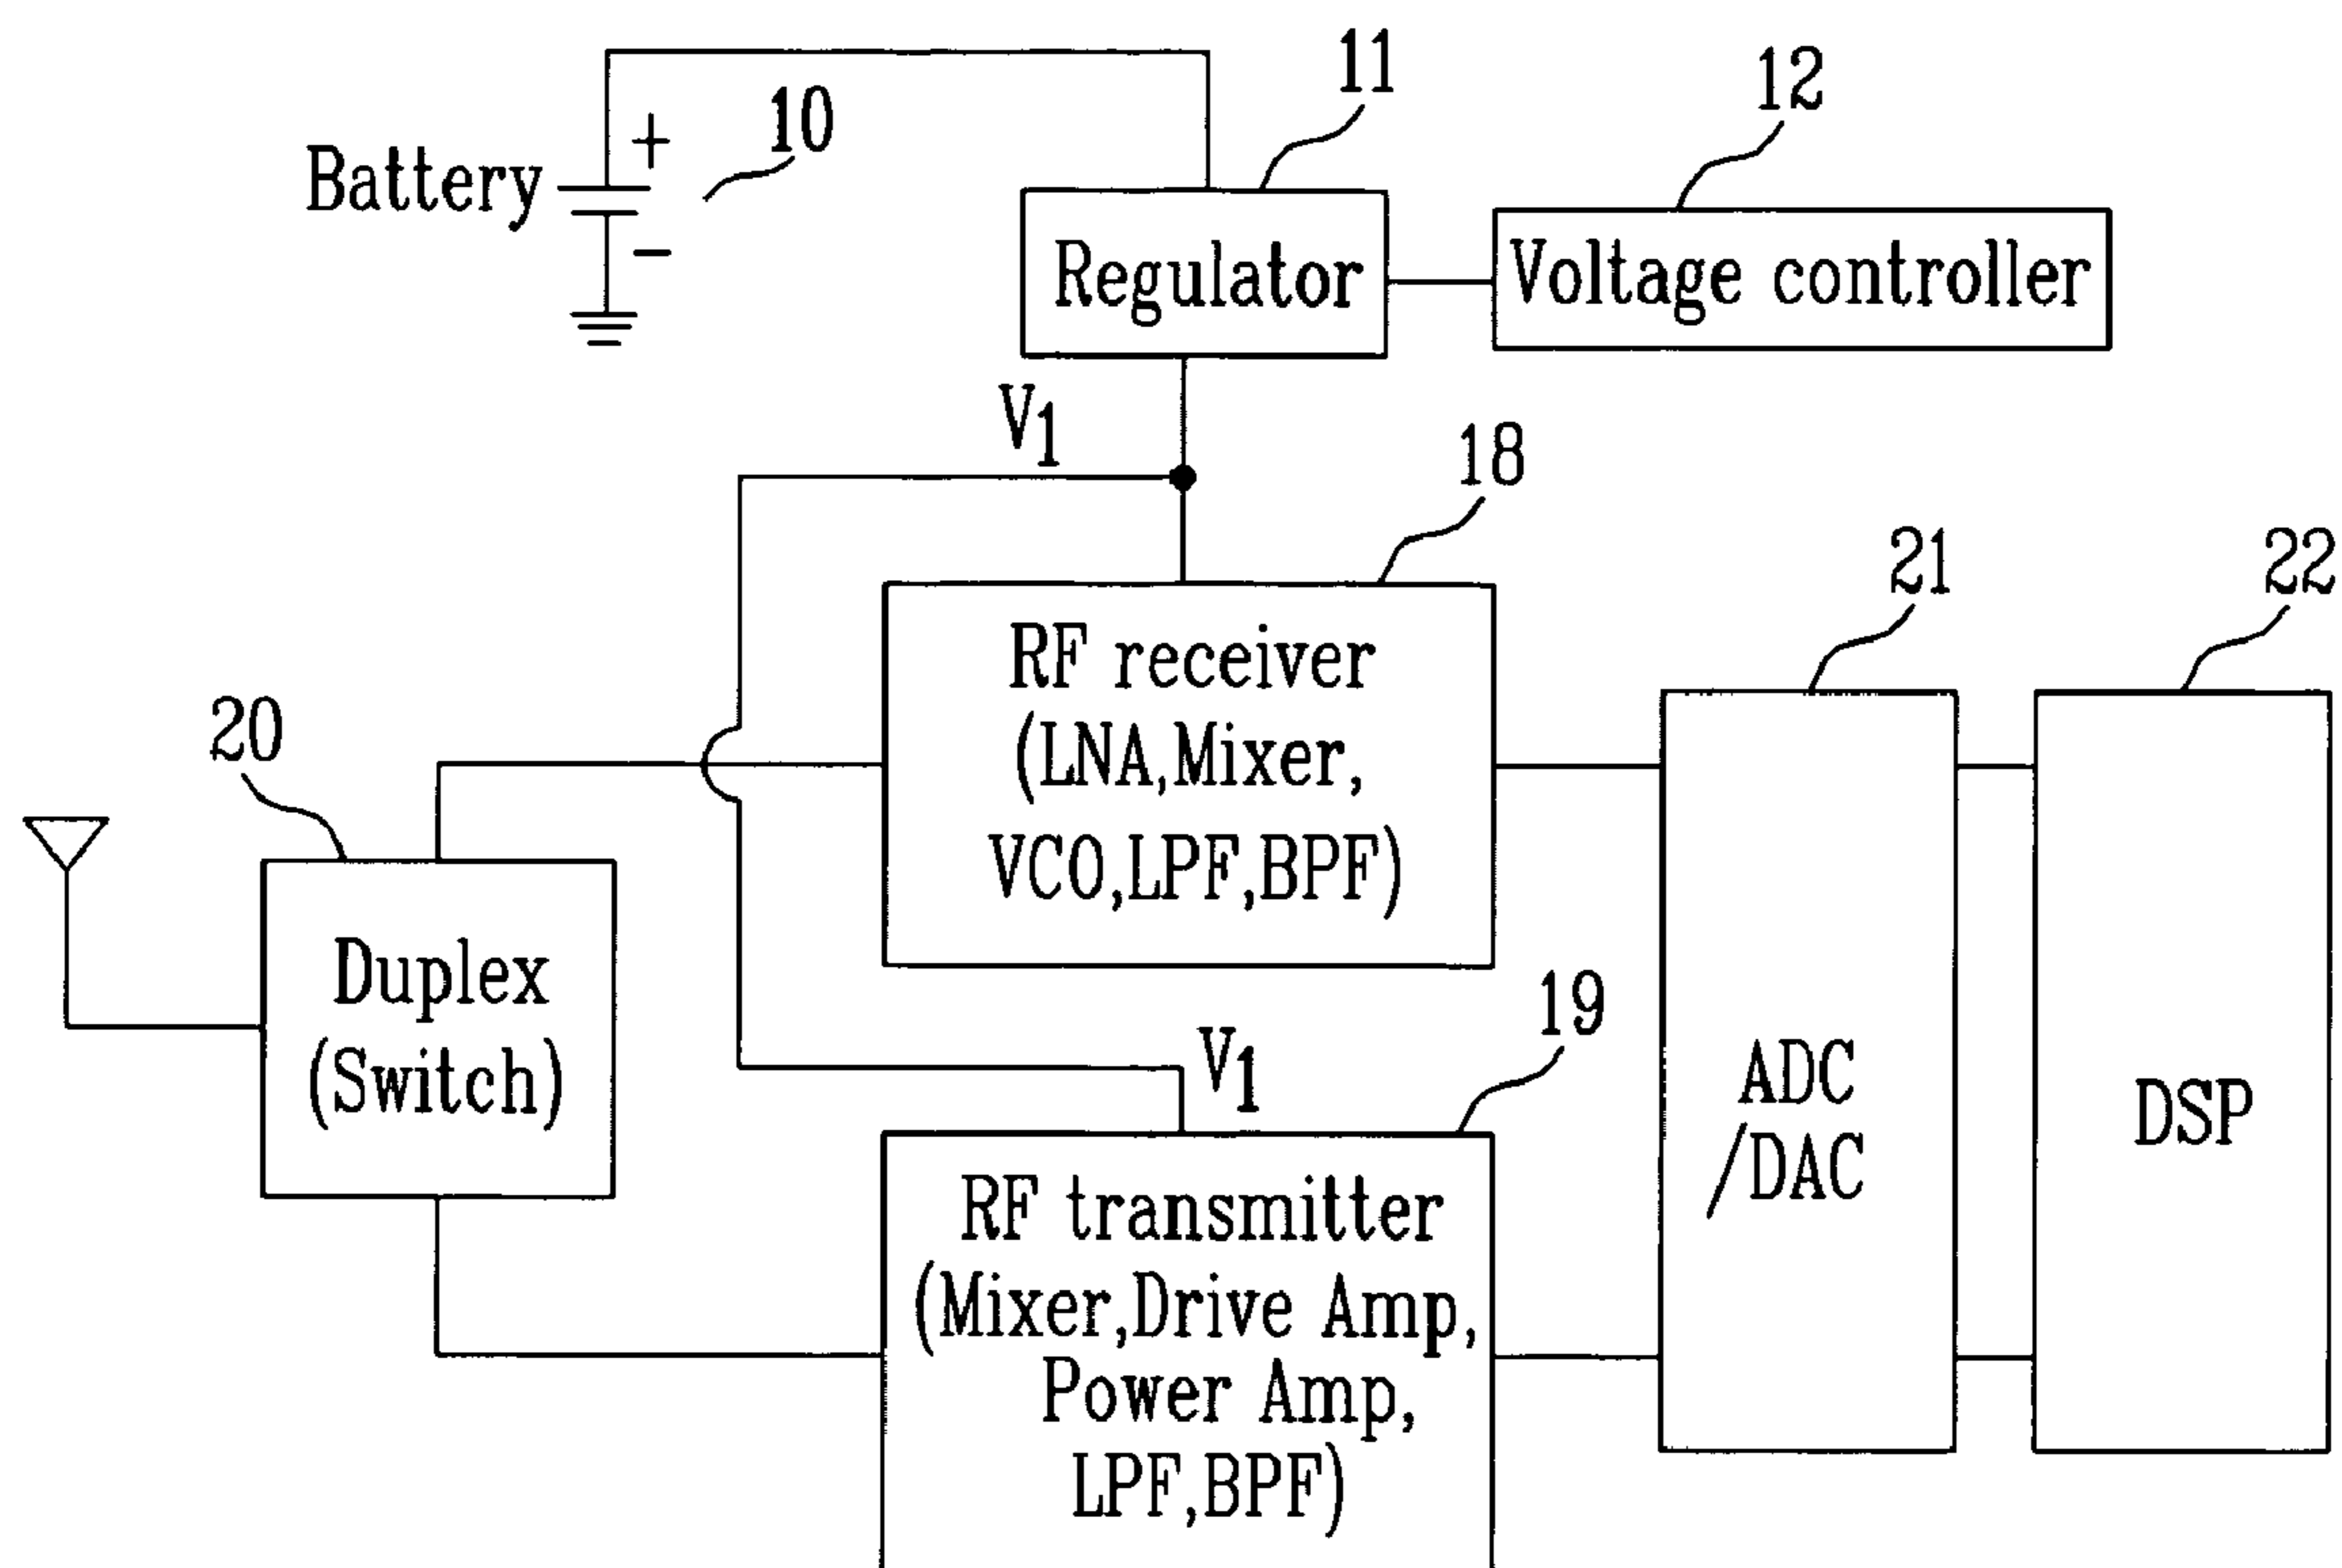 11
12
10
+
Battery
−
Regulator
Voltage controller
V1
18
21
22
RF receiver
(LNA,Mixer,
VCO,LPF,BPF)
20
Duplex
(Switch)
19
V1
ADC
/DAC
DSP
RF transmitter
(Mixer,Drive Amp,
Power Amp,
LPF,BPF)